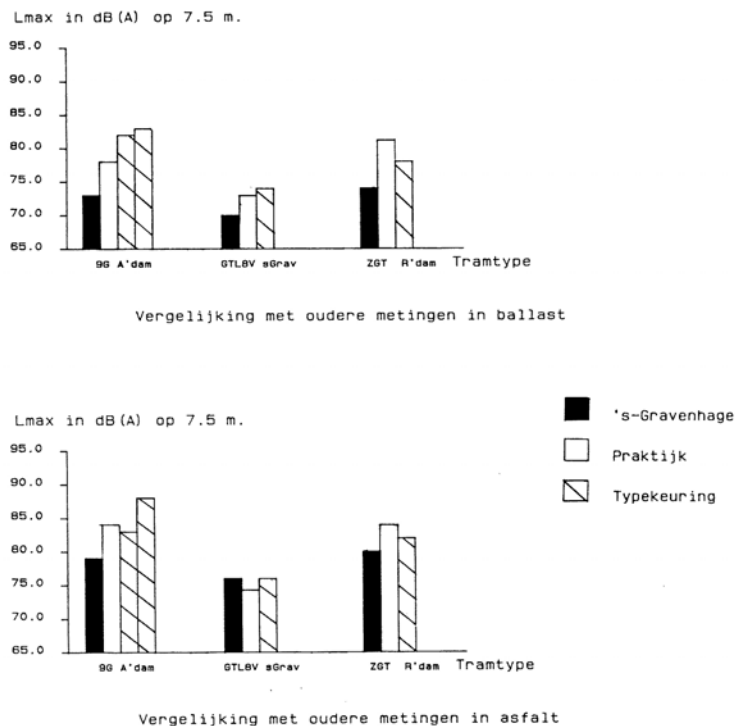 Lmax in dB(A) op 7.5 m.
95.0
90.0
85.0
80.0
75.0
70.0
65.0
9G A'dam GTL8V sGrav ZGT R'dam Tramtype
Vergelijking met oudere metingen in ballast
Lmax in dB(A) op 7.5 m.
95.0
90.0
85.0
80.0
75.0
70.0
65.0
9G A'dam GTL8V sGrav ZGT R'dam Tramtype
's-Gravenhage
Praktijk
Typekeuring
Vergelijking met oudere metingen in asfalt